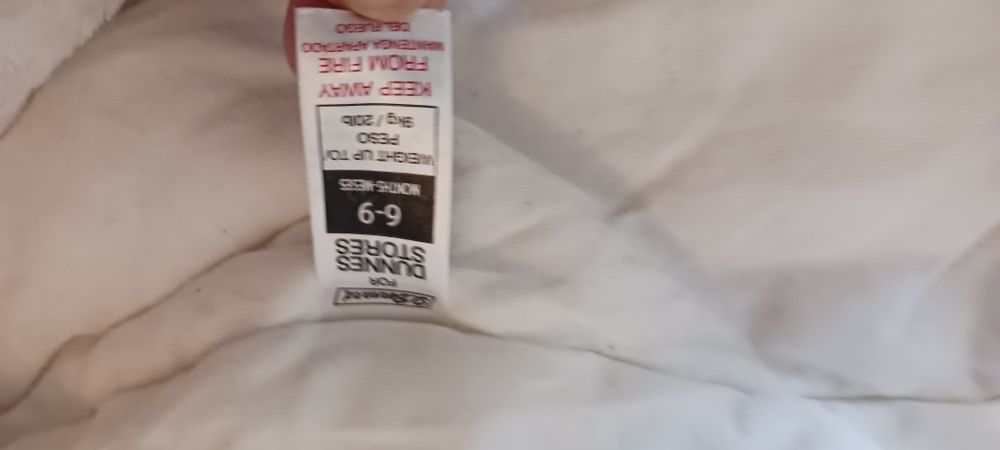 St. Bernard
FOR
DUNNES
STORES
6-9
MONTHS-MESES
WEIGHT UP TO/
PESO
9kg / 20lb
KEEP AWAY
FROM FIRE
MANTENGA APARTADO
DEL FUEGO